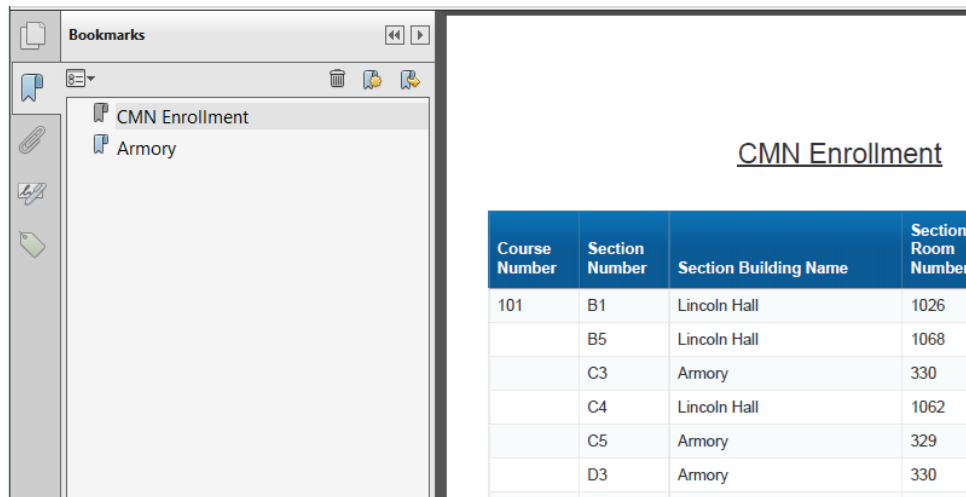 Bookmarks
CMN Enrollment
Armory
CMN Enrollment
Course Number Section Number Section Building Name Section Room Number
101 B1 Lincoln Hall 1026
B5 Lincoln Hall 1068
C3 Armory 330
C4 Lincoln Hall 1062
C5 Armory 329
D3 Armory 330